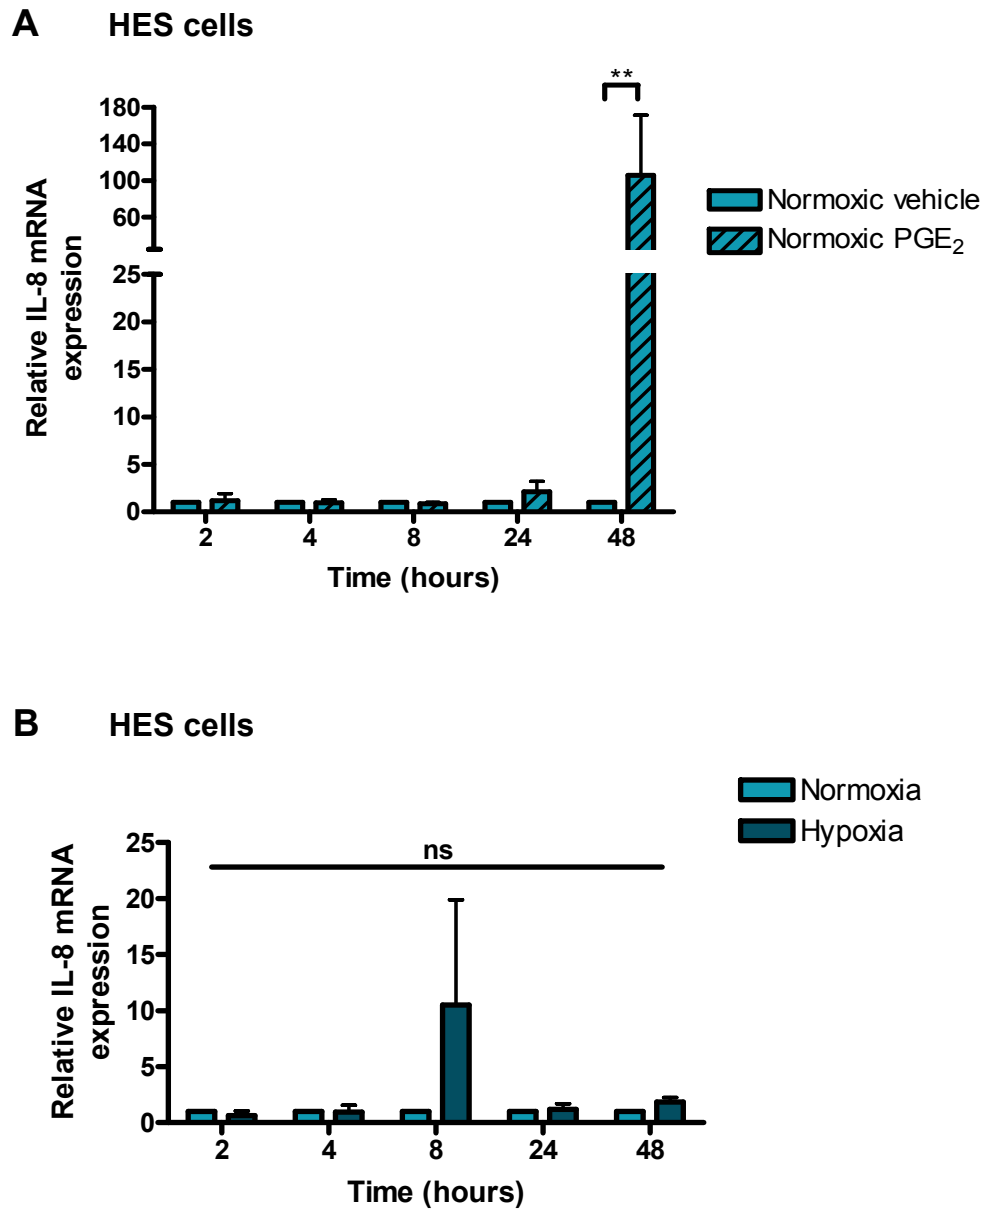 A HES cells
**
180
140
100
60
25
20
15
10
5
0
Relative IL-8 mRNA
expression
2 4 8 24 48
Time (hours)
Normoxic vehicle
Normoxic PGE₂
B HES cells
Normoxia
Hypoxia
ns
25
20
15
10
5
0
Relative IL-8 mRNA
expression
2 4 8 24 48
Time (hours)